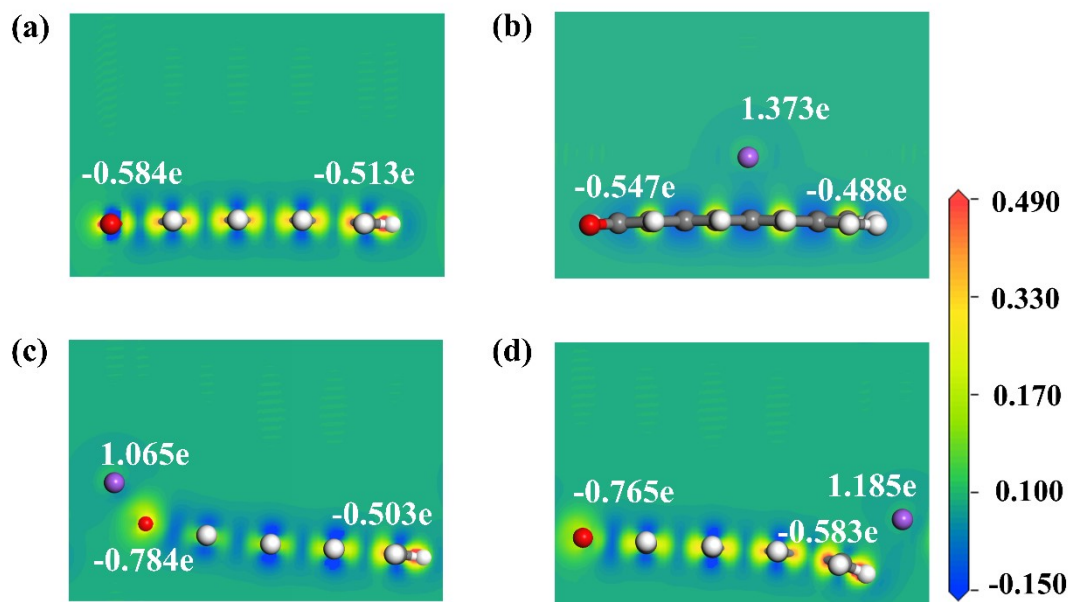 (a)
-0.584e
-0.513e
(b)
1.373e
-0.547e
-0.488e
(c)
1.065e
-0.503e
-0.784e
(d)
-0.765e
1.185e
-0.583e
0.490
0.330
0.170
0.100
-0.150